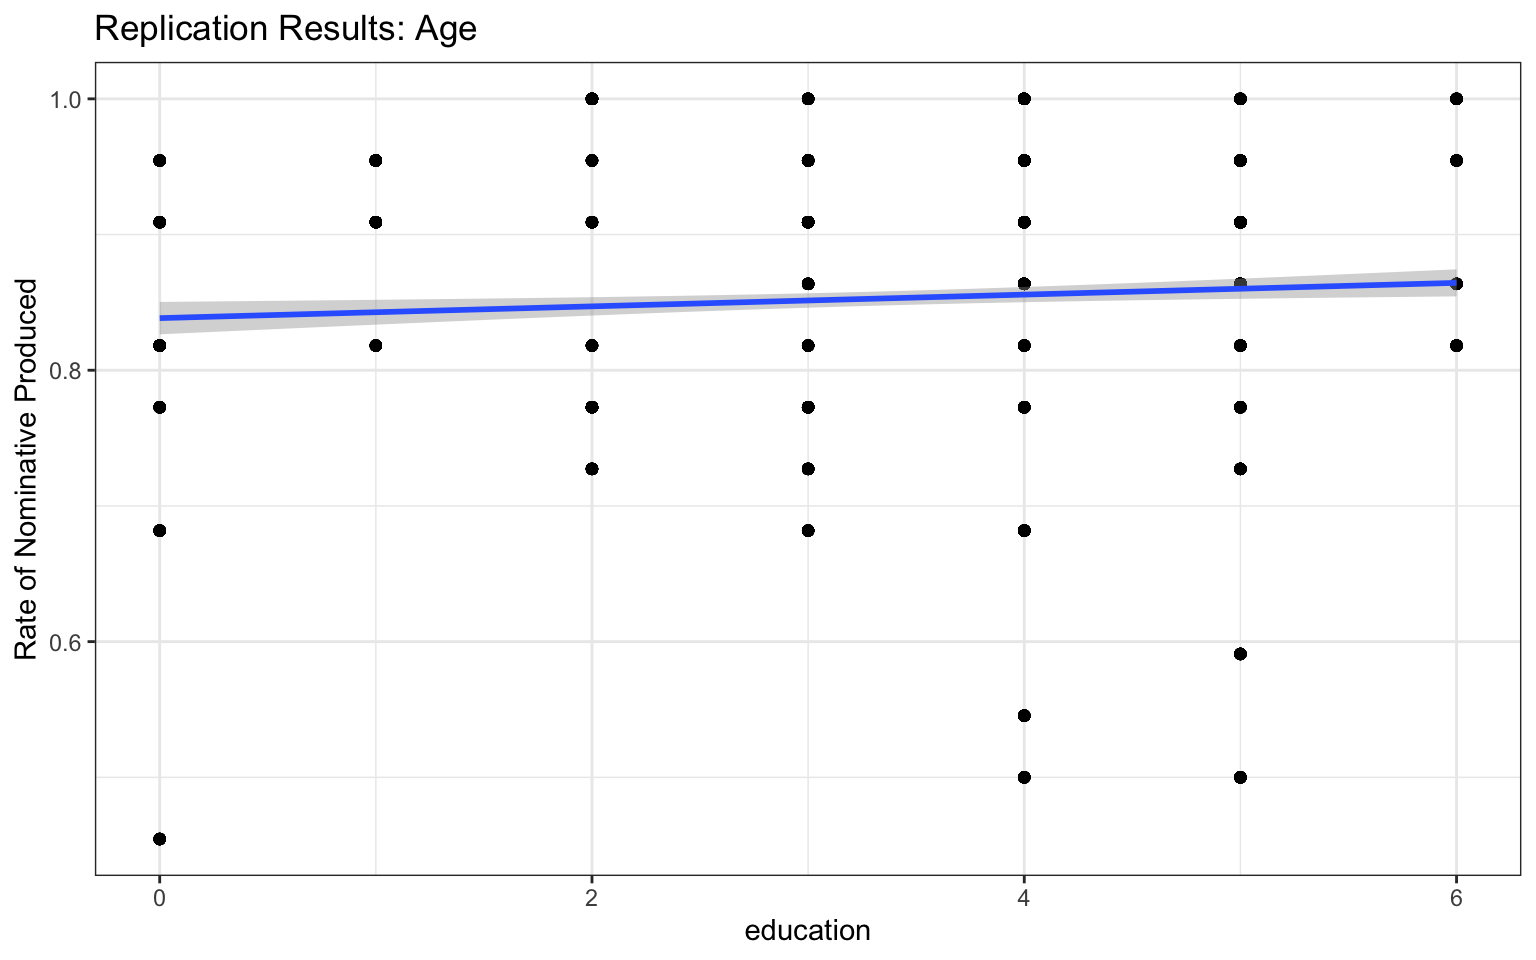 Replication Results: Age
Rate of Nominative Produced
1.0
0.8
0.6
0 2 4 6
education